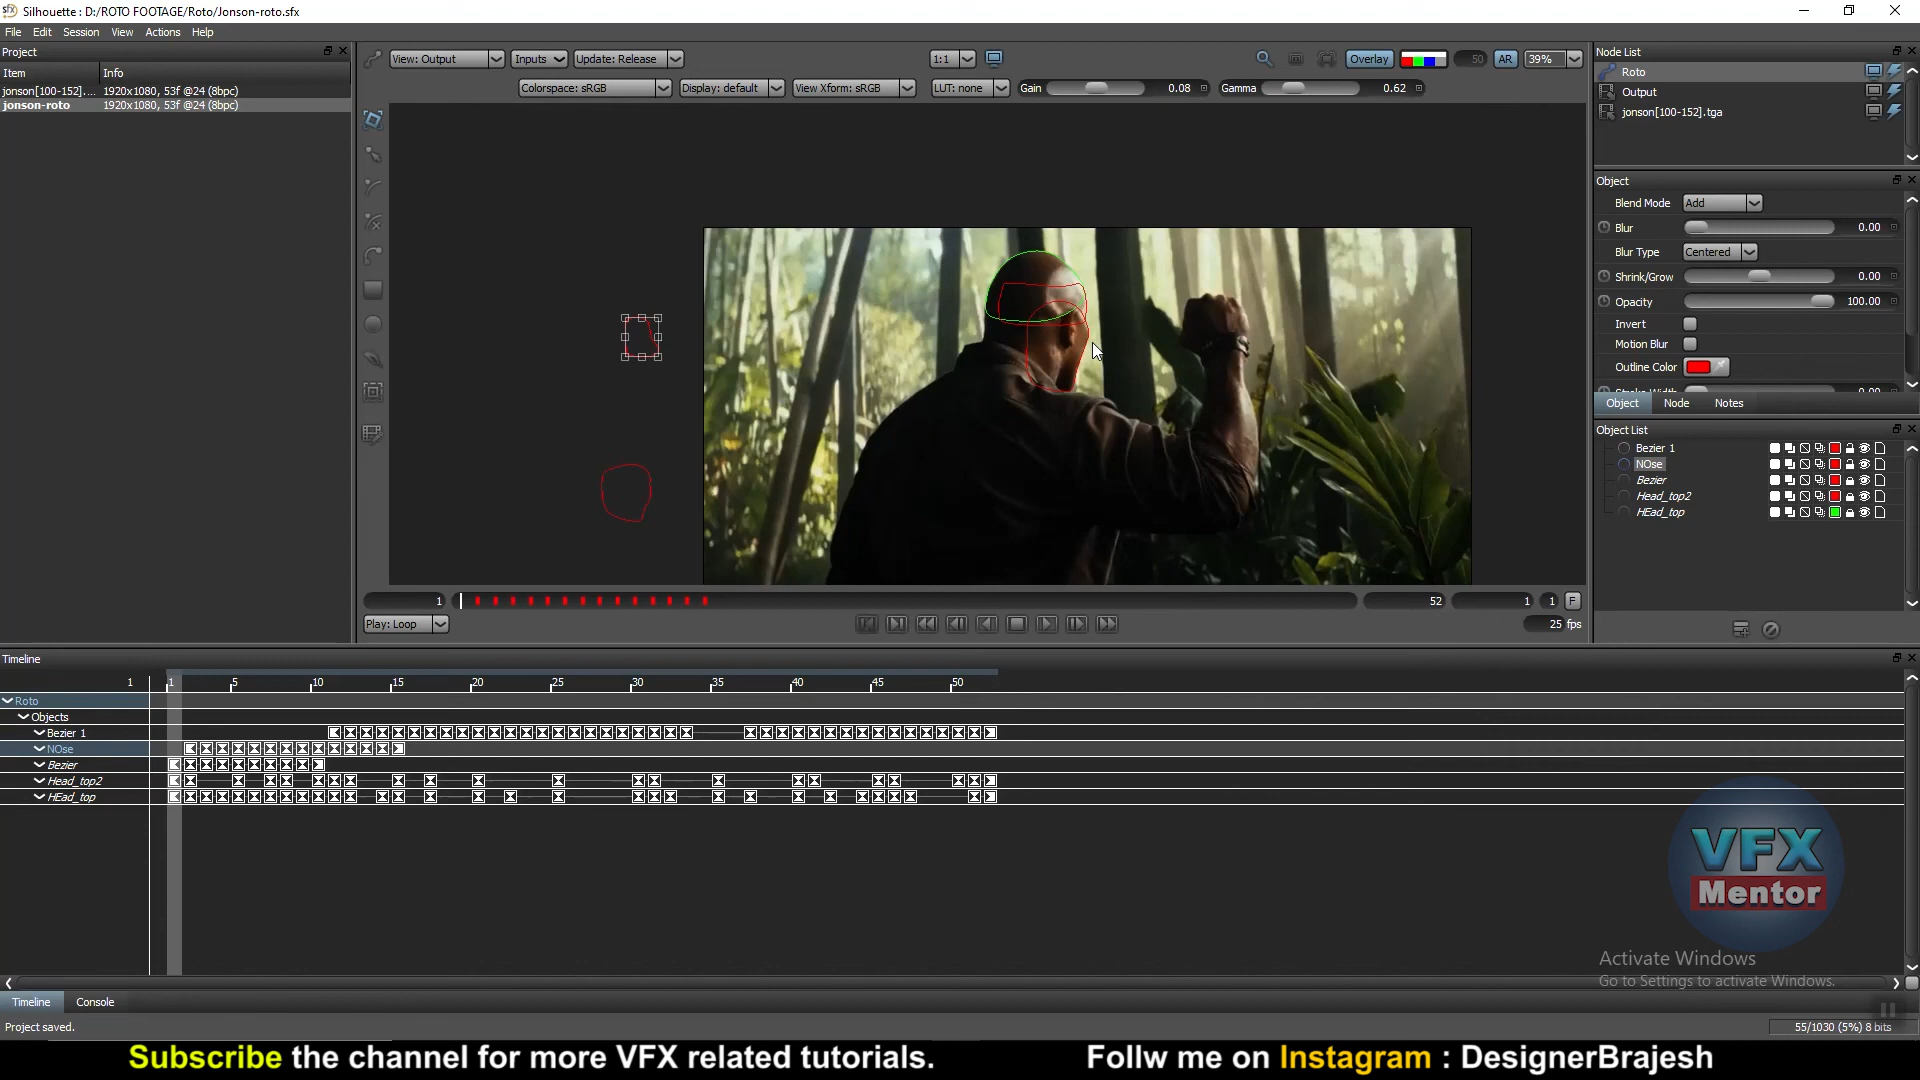 Silhouette : D:/ROTO FOOTAGE/Roto/Jonson-roto.sfx
File Edit Session View Actions Help
Project
Item Info
jonson[100-152].... 1920x1080, 53f @24 (8bpc)
jonson-roto 1920x1080, 53f @24 (8bpc)
View: Output Inputs Update: Release 1:1 Overlay 50 AR 39%
Colorspace: sRGB Display: default View Xform: sRGB LUT: none Gain 0.08 Gamma 0.62
Node List
Roto
Output
jonson[100-152].tga
Object
Blend Mode Add
Blur 0.00
Blur Type Centered
Shrink/Grow 0.00
Opacity 100.00
Invert
Motion Blur
Outline Color
Object Node Notes
Object List
Bezier 1
NOse
Bezier
Head_top2
HEad_top
1 52 1 1 F
Play: Loop 25 fps
Timeline
1 1 5 10 15 20 25 30 35 40 45 50
Roto
Objects
Bezier 1
NOse
Bezier
Head_top2
HEad_top
VFX
Mentor
Activate Windows
Go to Settings to activate Windows.
Timeline Console
Project saved. 55/1030 (5%) 8 bits
Subscribe the channel for more VFX related tutorials. Follw me on Instagram : DesignerBrajesh